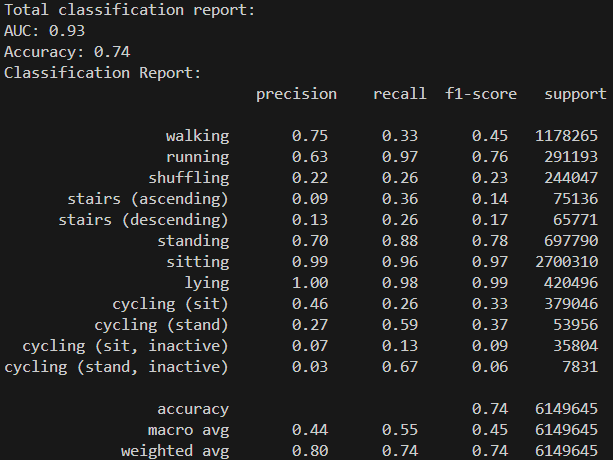 Total classification report:
AUC: 0.93
Accuracy: 0.74
Classification Report:
precision recall f1-score support
walking 0.75 0.33 0.45 1178265
running 0.63 0.97 0.76 291193
shuffling 0.22 0.26 0.23 244047
stairs (ascending) 0.09 0.36 0.14 75136
stairs (descending) 0.13 0.26 0.17 65771
standing 0.70 0.88 0.78 697790
sitting 0.99 0.96 0.97 2700310
lying 1.00 0.98 0.99 420496
cycling (sit) 0.46 0.26 0.33 379046
cycling (stand) 0.27 0.59 0.37 53956
cycling (sit, inactive) 0.07 0.13 0.09 35804
cycling (stand, inactive) 0.03 0.67 0.06 7831
accuracy 0.74 6149645
macro avg 0.44 0.55 0.45 6149645
weighted avg 0.80 0.74 0.74 6149645